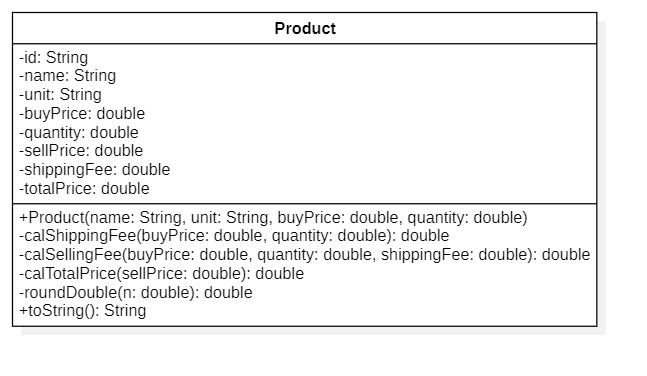 Product
-id: String
-name: String
-unit: String
-buyPrice: double
-quantity: double
-sellPrice: double
-shippingFee: double
-totalPrice: double
+Product(name: String, unit: String, buyPrice: double, quantity: double)
-calShippingFee(buyPrice: double, quantity: double): double
-calSellingFee(buyPrice: double, quantity: double, shippingFee: double): double
-calTotalPrice(sellPrice: double): double
-roundDouble(n: double): double
+toString(): String